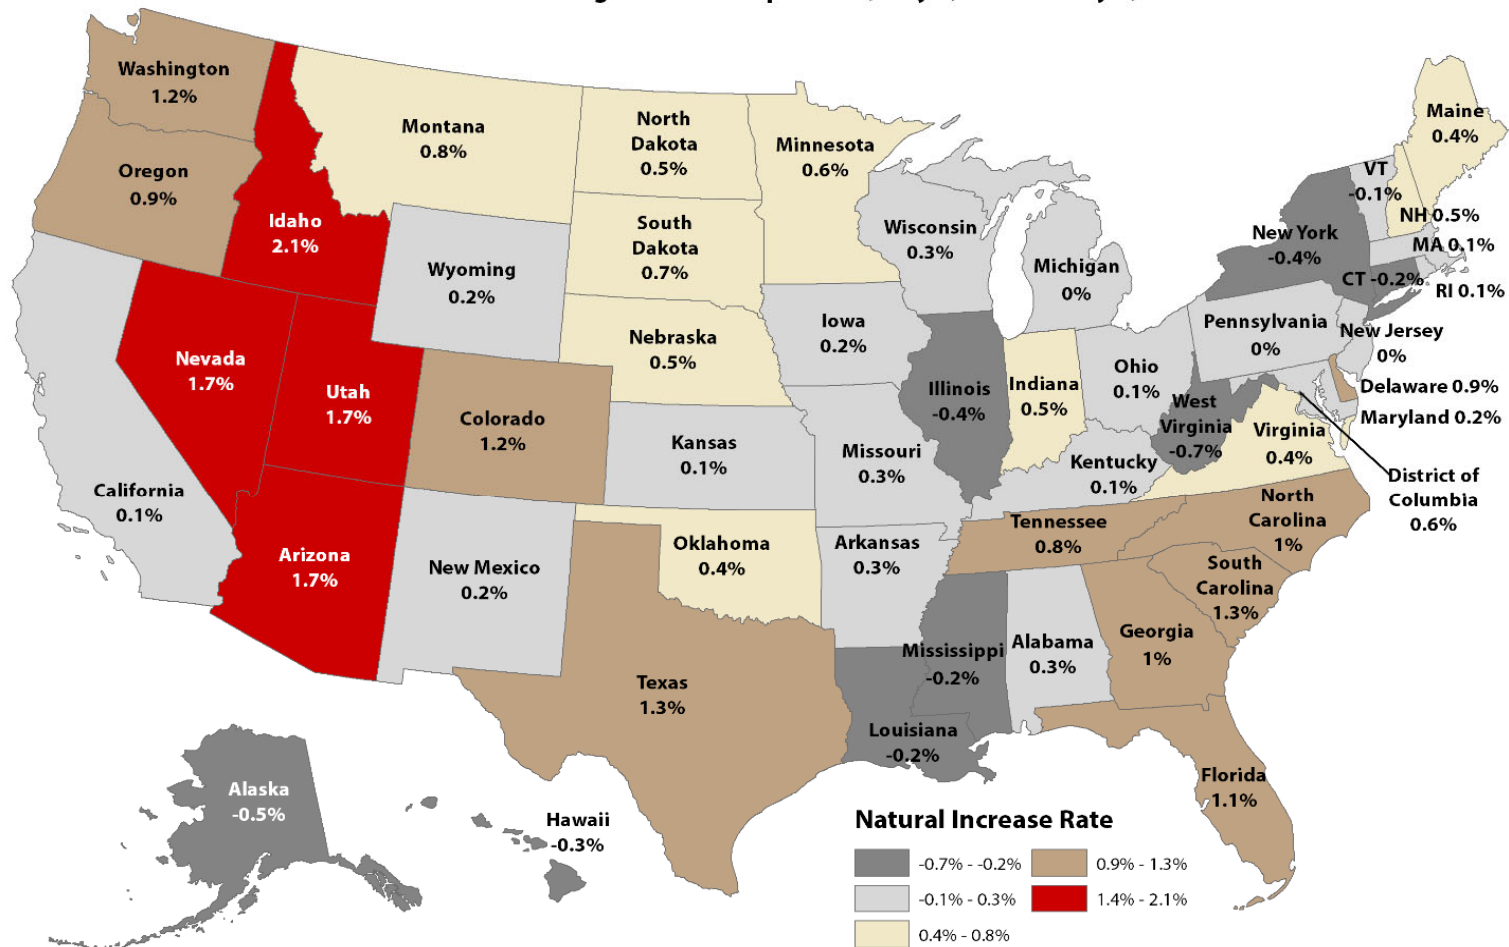 Washington
1.2%
Oregon
0.9%
Idaho
2.1%
Montana
0.8%
North
Dakota
0.5%
Minnesota
0.6%
South
Dakota
0.7%
Wyoming
0.2%
Nebraska
0.5%
Iowa
0.2%
Wisconsin
0.3%
Michigan
0%
Maine
0.4%
VT
-0.1%
NH 0.5%
MA 0.1%
New York
-0.4%
CT -0.2%
RI 0.1%
Pennsylvania
0%
New Jersey
0%
Delaware 0.9%
Maryland 0.2%
District of
Columbia
0.6%
Nevada
1.7%
Utah
1.7%
Colorado
1.2%
Kansas
0.1%
Missouri
0.3%
Illinois
-0.4%
Indiana
0.5%
Ohio
0.1%
West
Virginia
-0.7%
Virginia
0.4%
Kentucky
0.1%
California
0.1%
Arizona
1.7%
New Mexico
0.2%
Oklahoma
0.4%
Arkansas
0.3%
Tennessee
0.8%
North
Carolina
1%
South
Carolina
1.3%
Georgia
1%
Alabama
0.3%
Mississippi
-0.2%
Louisiana
-0.2%
Texas
1.3%
Florida
1.1%
Alaska
-0.5%
Hawaii
-0.3%
Natural Increase Rate
-0.7% - -0.2%
0.9% - 1.3%
-0.1% - 0.3%
1.4% - 2.1%
0.4% - 0.8%